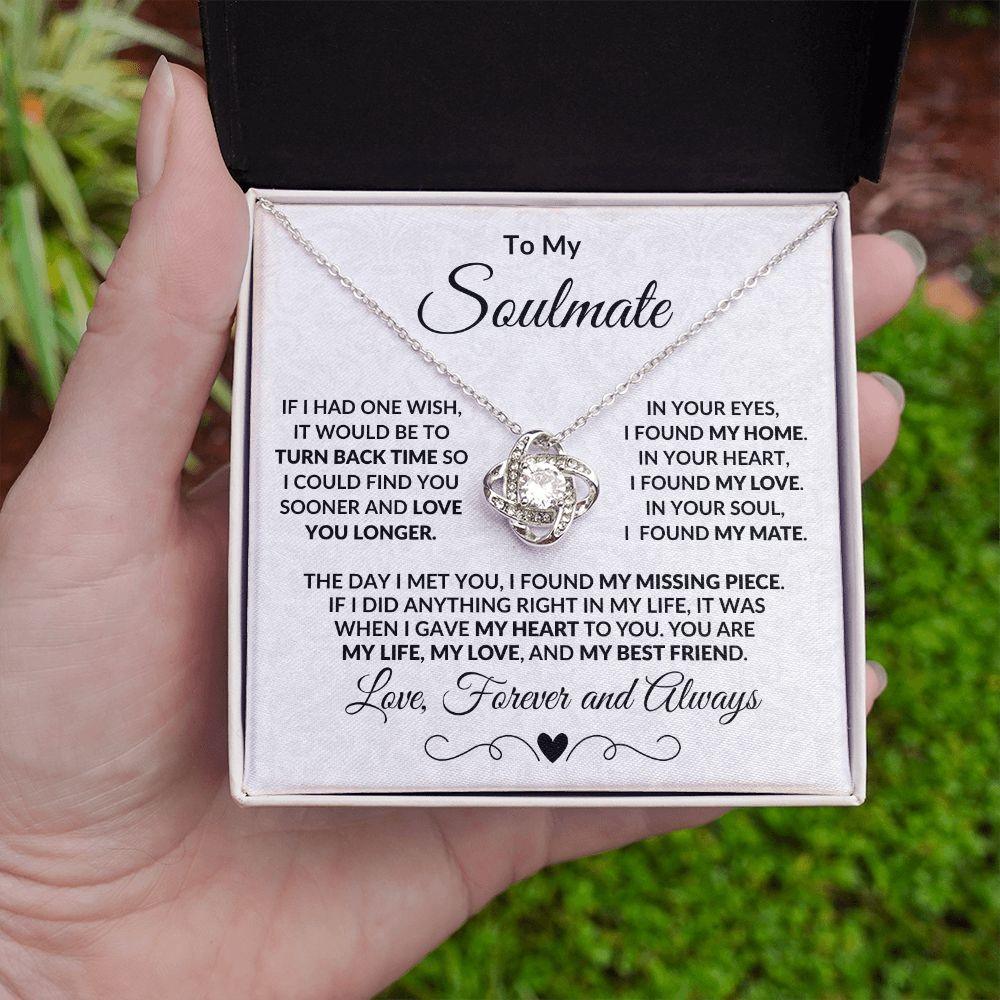 To My
Soulmate
IF I HAD ONE WISH,
IT WOULD BE TO
TURN BACK TIME SO
I COULD FIND YOU
SOONER AND LOVE
YOU LONGER.
IN YOUR EYES,
I FOUND MY HOME.
IN YOUR HEART,
I FOUND MY LOVE.
IN YOUR SOUL,
I FOUND MY MATE.
THE DAY I MET YOU, I FOUND MY MISSING PIECE.
IF I DID ANYTHING RIGHT IN MY LIFE, IT WAS
WHEN I GAVE MY HEART TO YOU. YOU ARE
MY LIFE, MY LOVE, AND MY BEST FRIEND.
Love, Forever and Always